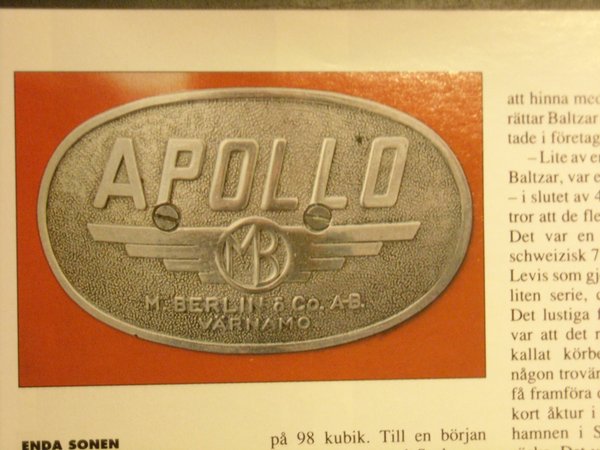 APOLLO
MB
M. BERLIN & Co. A-B.
VÄRNAMO
att hinna med
rättar Baltzar
tade i företag
– Lite av en
Baltzar, var e
– i slutet av 4
tror att de fle
Det var en
schweizisk 7
Levis som gj
liten serie, 
Det lustiga f
var att det
kallat körbe
någon trovär
få framföra
kort åktur i
hamnen i S
ENDA SONEN
på 98 kubik. Till en början